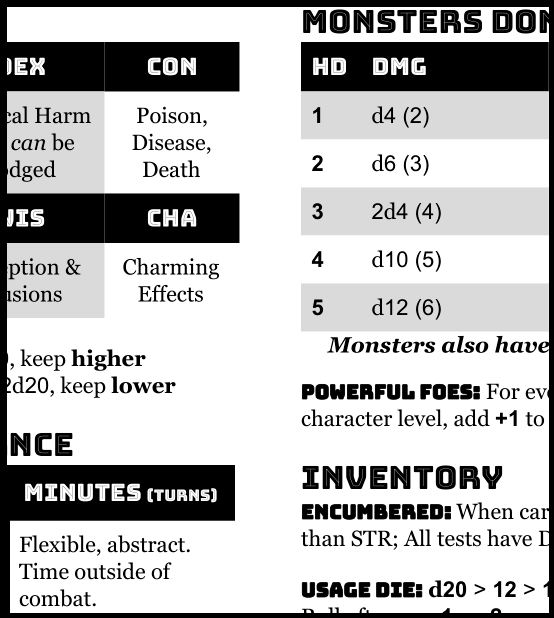 DEX CON
cal Harm Poison,
can be Disease,
odged Death
WIS CHA
ption & Charming
usions Effects
, keep higher
2d20, keep lower
NCE
MINUTES (TURNS)
Flexible, abstract.
Time outside of
combat.
MONSTERS DON
HD DMG
1 d4 (2)
2 d6 (3)
3 2d4 (4)
4 d10 (5)
5 d12 (6)
Monsters also have
POWERFUL FOES: For eve
character level, add +1 to
INVENTORY
ENCUMBERED: When car
than STR; All tests have D
USAGE DIE: d20 > 12 > 1